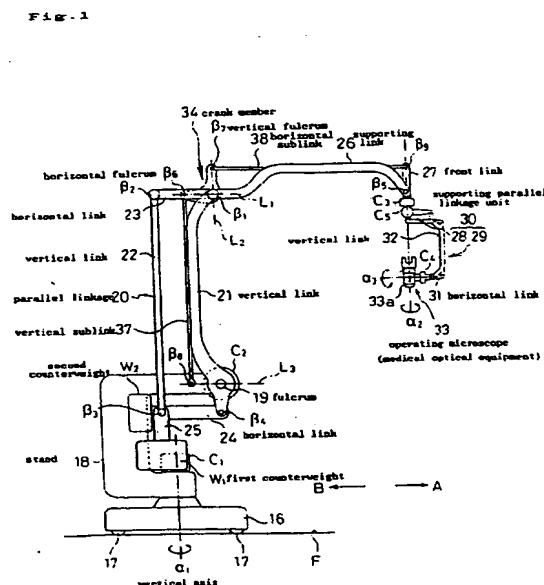 Fig. 1
34 crank member
β7 vertical fulcrum
38 horizontal sublink
supporting link
26
β9
horizontal fulcrum
β6
β2
27 front link
β5
C3
supporting parallel linkage unit
C5
23
β1
L1
L2
horizontal link
22
vertical link
30
28 29
vertical link
32
C4
α3
parallel linkage
20
21 vertical link
33a
31 horizontal link
33
α2
vertical sublink
37
operating microscope
(medical optical equipment)
second counterweight
W2
β8
C2
L3
19 fulcrum
β3
β4
24
horizontal link
25
stand
18
C1
W1 first counterweight
B
A
16
17
17
F
α1
vertical axis